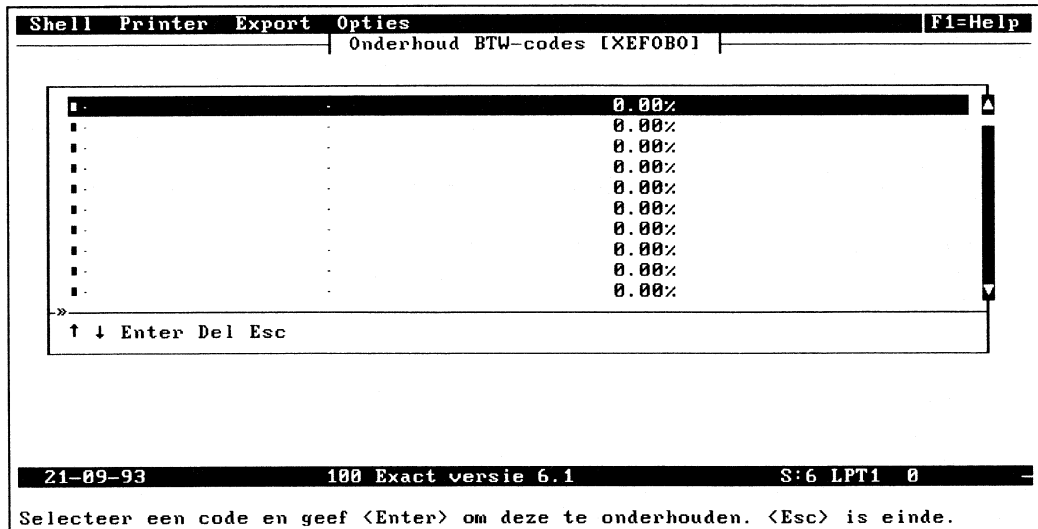 Shell Printer Export Opties F1=Help
Onderhoud BTW-codes [XEFOBO]
0.00%
0.00%
0.00%
0.00%
0.00%
0.00%
0.00%
0.00%
0.00%
0.00%
»
↑ ↓ Enter Del Esc
21-09-93 100 Exact versie 6.1 S:6 LPT1 0
Selecteer een code en geef <Enter> om deze te onderhouden. <Esc> is einde.